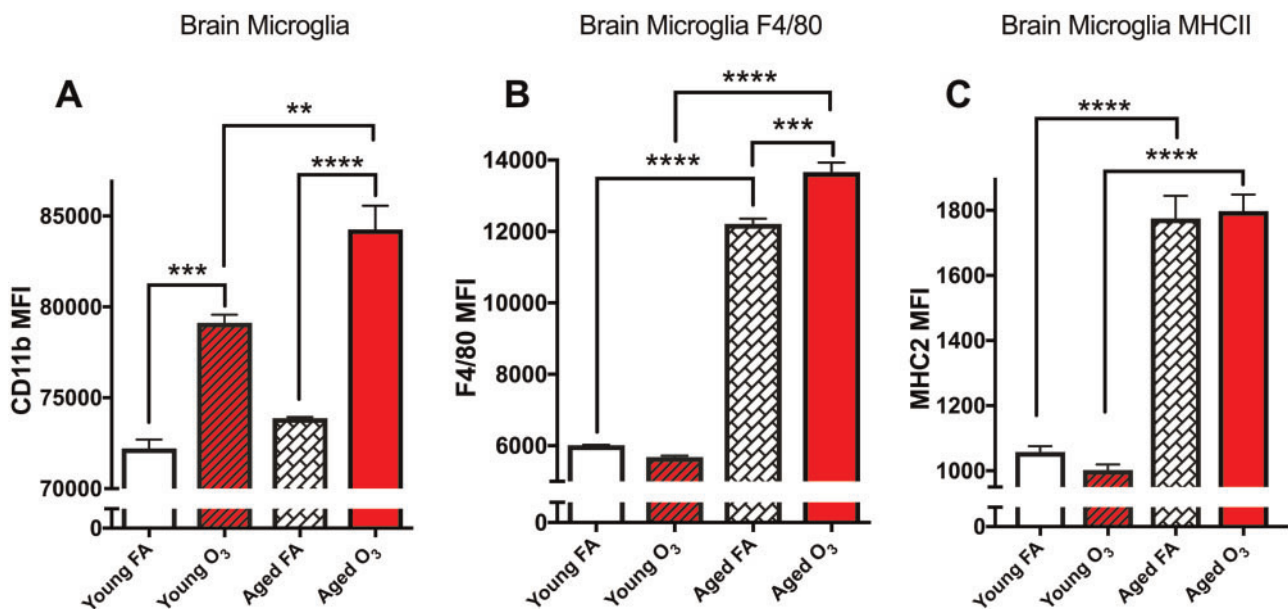 Brain Microglia
Brain Microglia F4/80
Brain Microglia MHCII
A
**
****
***
CD11b MFI
85000
80000
75000
70000
0
Young FA
Young O3
Aged FA
Aged O3
B
****
***
****
F4/80 MFI
14000
12000
10000
8000
6000
0
Young FA
Young O3
Aged FA
Aged O3
C
****
****
MHC2 MFI
1800
1600
1400
1200
1000
0
Young FA
Young O3
Aged FA
Aged O3